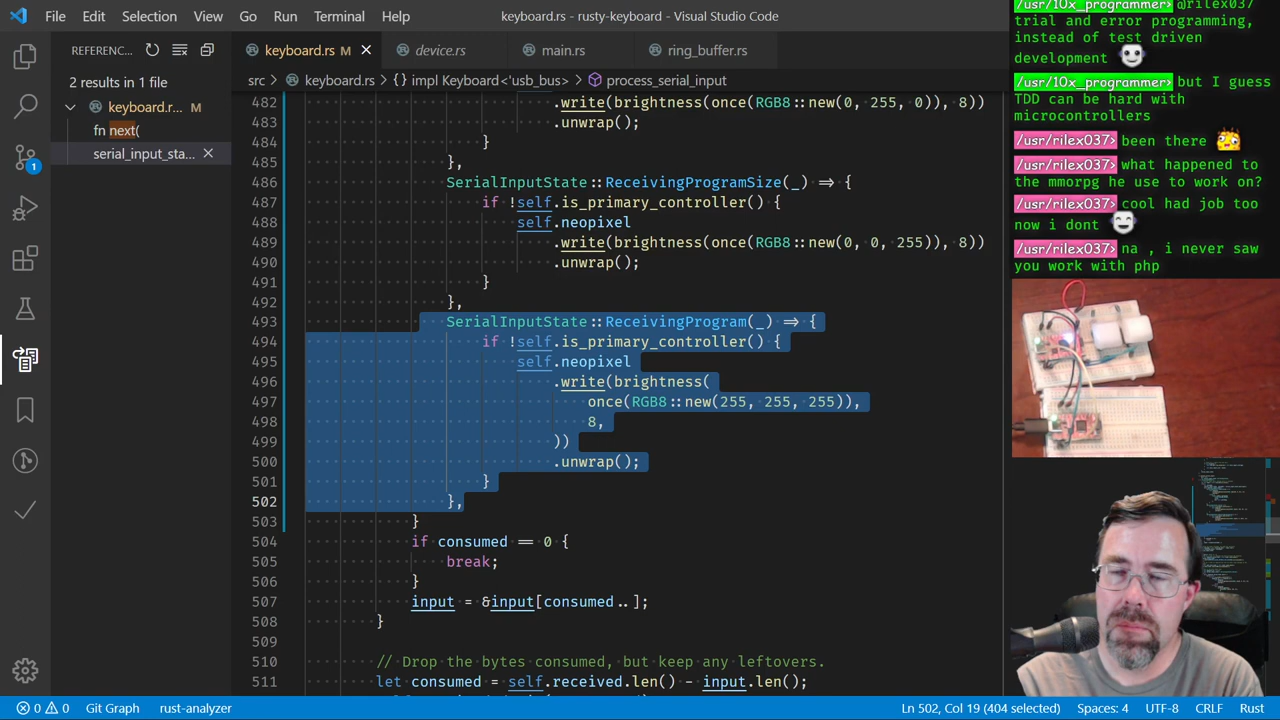 File Edit Selection View Go Run Terminal Help
keyboard.rs - rusty-keyboard - Visual Studio Code
REFERENC...
keyboard.rs M
device.rs
main.rs
ring_buffer.rs
2 results in 1 file
keyboard.r... M
fn next(
serial_input_sta...
1
src > keyboard.rs > {} impl Keyboard<'usb_bus> > process_serial_input
482 .write(brightness(once(RGB8::new(0, 255, 0)), 8))
483 .unwrap();
484 }
485 },
486 SerialInputState::ReceivingProgramSize(_) => {
487 if !self.is_primary_controller() {
488 self.neopixel
489 .write(brightness(once(RGB8::new(0, 0, 255)), 8))
490 .unwrap();
491 }
492 },
493 SerialInputState::ReceivingProgram(_) => {
494 if !self.is_primary_controller() {
495 self.neopixel
496 .write(brightness(
497 once(RGB8::new(255, 255, 255)),
498 8,
499 ))
500 .unwrap();
501 }
502 },
503 }
504 if consumed == 0 {
505 break;
506 }
507 input = &input[consumed..];
508 }
509
510 // Drop the bytes consumed, but keep any leftovers.
511 let consumed = self.received.len() - input.len();
/usr/10x_programmer> @rilex037
trial and error programming,
instead of test driven
development
/usr/10x_programmer> but I guess
TDD can be hard with
microcontrollers
/usr/rilex037> been there
/usr/rilex037> what happened to
the mmorpg he use to work on?
/usr/rilex037> cool had job too
now i dont
/usr/rilex037> na , i never saw
you work with php
0 0 Git Graph rust-analyzer
Ln 502, Col 19 (404 selected) Spaces: 4 UTF-8 CRLF Rust